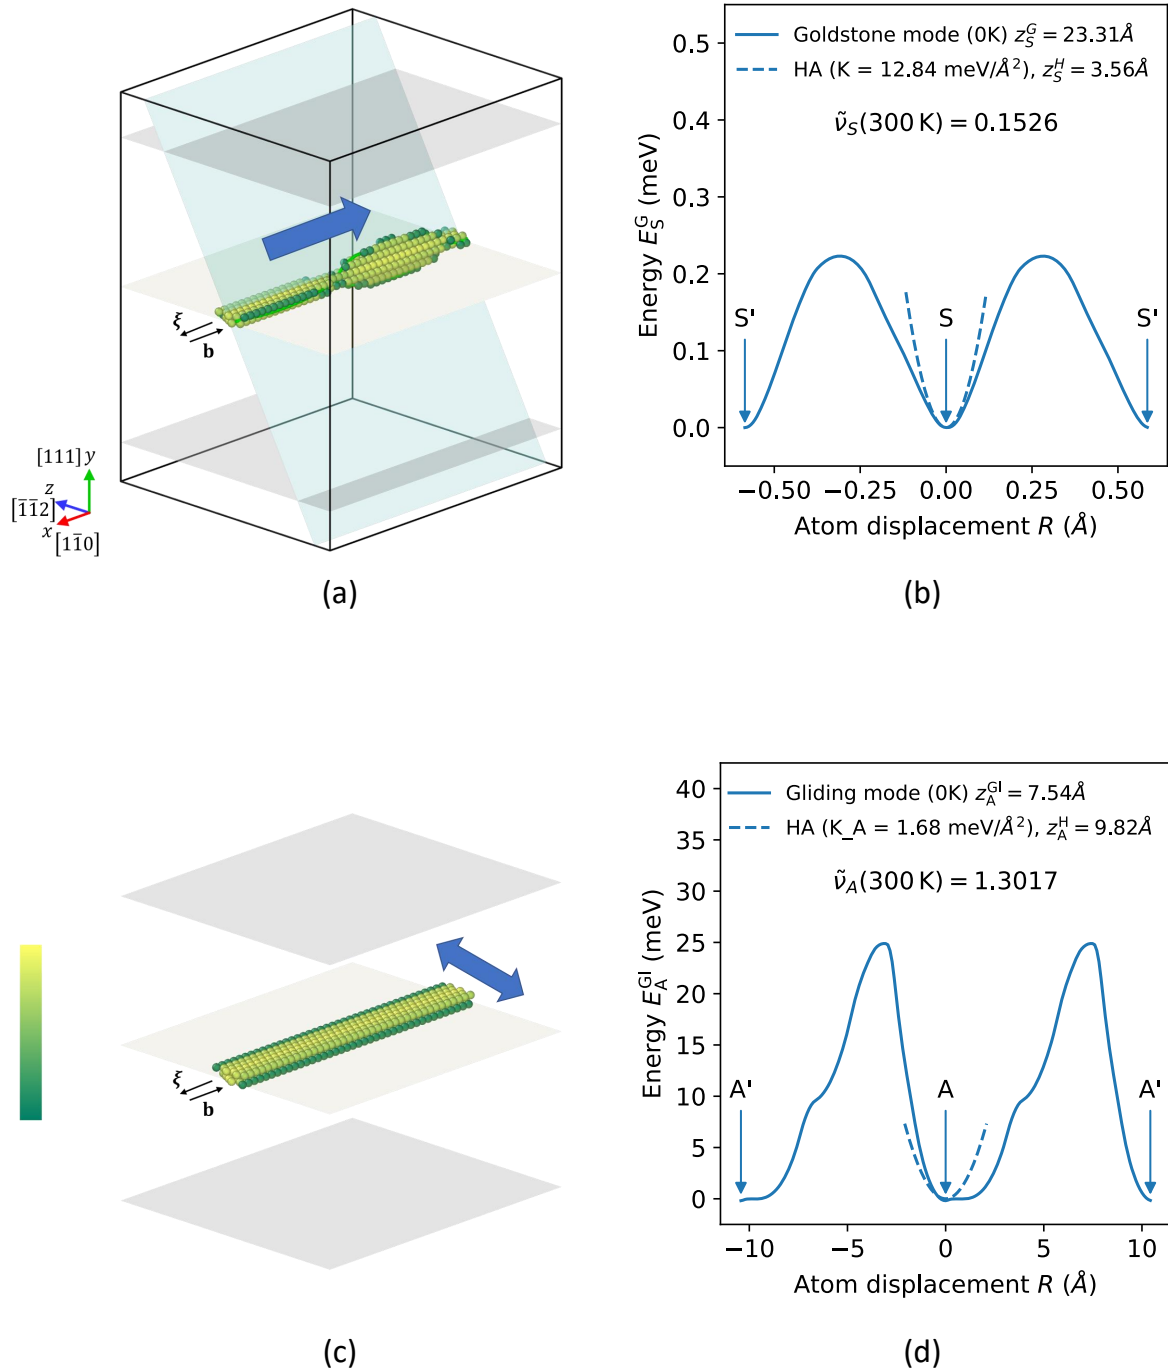 ξ
b
[111] y
z
[1̄1̄2]
x
[11̄0]
(a)
0.5
0.4
0.3
0.2
0.1
0.0
Energy E_S^G (meV)
Goldstone mode (0K) z_S^G = 23.31Å
HA (K = 12.84 meV/Å²), z_S^H = 3.56Å
ṽ_S(300 K) = 0.1526
S'
S
S'
−0.50
−0.25
0.00
0.25
0.50
Atom displacement R (Å)
(b)
ξ
b
(c)
40
35
30
25
20
15
10
5
0
Energy E_A^Gl (meV)
Gliding mode (0K) z_A^Gl = 7.54Å
HA (K_A = 1.68 meV/Å²), z_A^H = 9.82Å
ṽ_A(300 K) = 1.3017
A'
A
A'
−10
−5
0
5
10
Atom displacement R (Å)
(d)